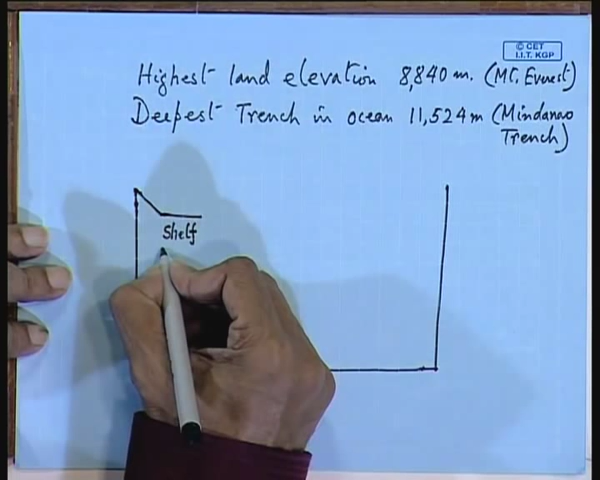 © CET
I.I.T. KGP
Highest land elevation 8,840 m. (Mt. Everest)
Deepest Trench in ocean 11,524 m (Mindanao
Trench)
Shelf